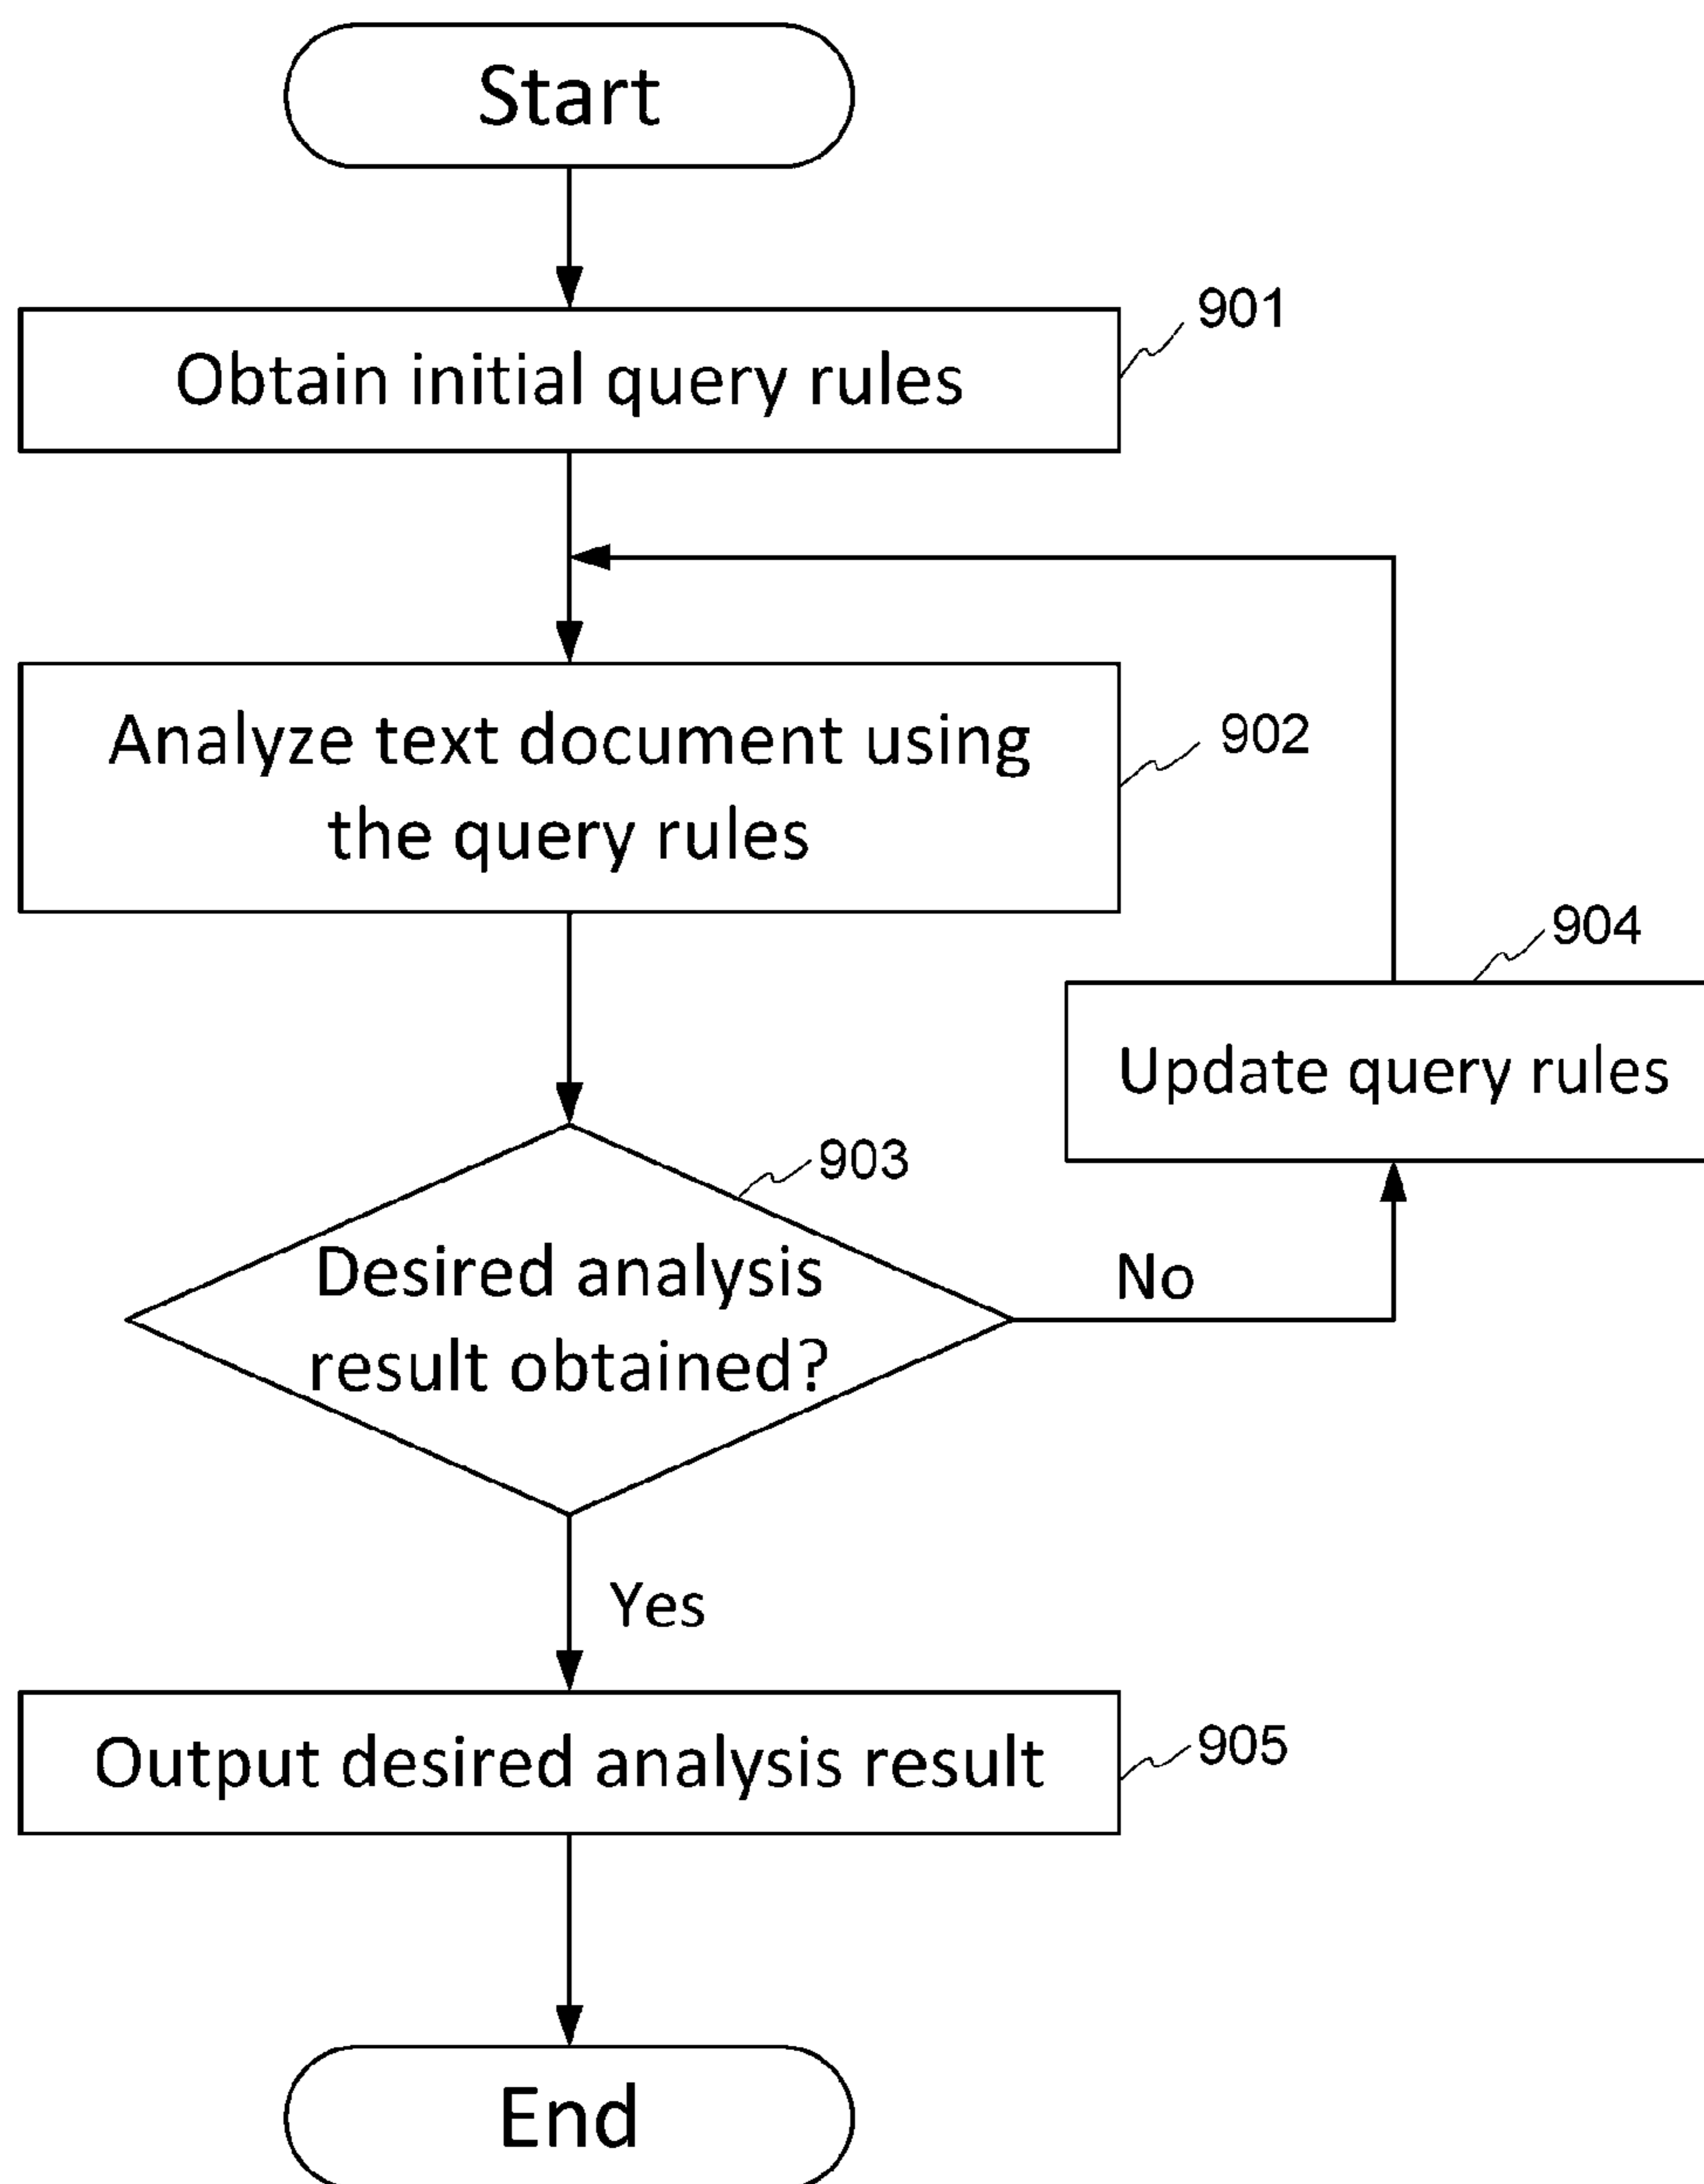 Start
901
Obtain initial query rules
902
Analyze text document using
the query rules
904
Update query rules
903
Desired analysis
result obtained?
No
Yes
905
Output desired analysis result
End